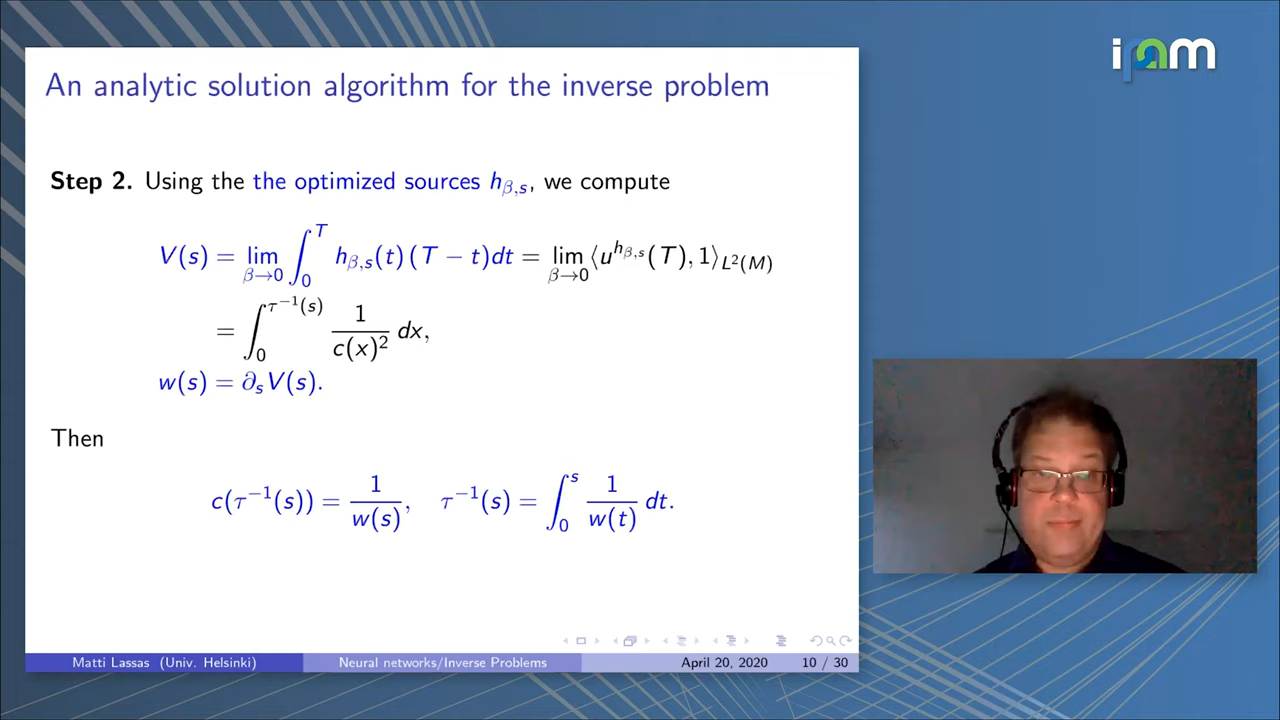 ipam
An analytic solution algorithm for the inverse problem
Step 2. Using the the optimized sources h_{β,s}, we compute
V(s) = lim_{β→0} ∫_0^T h_{β,s}(t)(T − t)dt = lim_{β→0} ⟨u^{h_{β,s}}(T), 1⟩_{L²(M)}
= ∫_0^{τ^{−1}(s)} 1/c(x)² dx,
w(s) = ∂_s V(s).
Then
c(τ^{−1}(s)) = 1/w(s), τ^{−1}(s) = ∫_0^s 1/w(t) dt.
Matti Lassas (Univ. Helsinki) Neural networks/Inverse Problems April 20, 2020 10 / 30